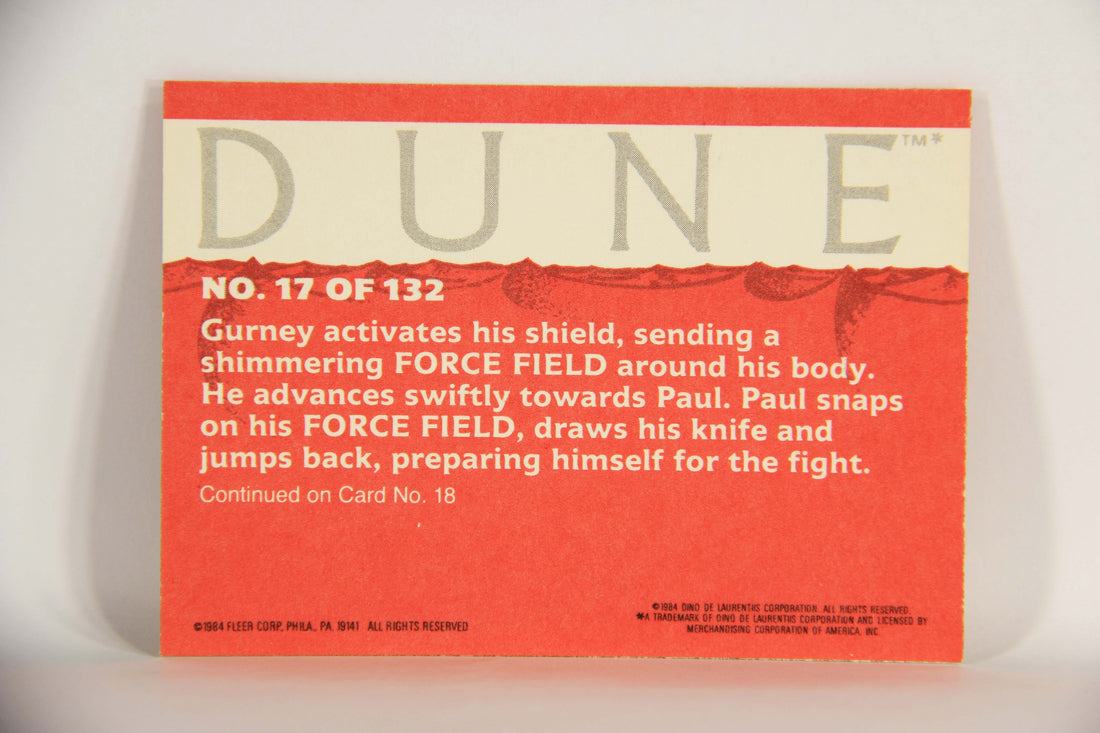 DUNE™*
NO. 17 OF 132
Gurney activates his shield, sending a
shimmering FORCE FIELD around his body.
He advances swiftly towards Paul. Paul snaps
on his FORCE FIELD, draws his knife and
jumps back, preparing himself for the fight.
Continued on Card No. 18
©1984 FLEER CORP., PHILA., PA. 19141 ALL RIGHTS RESERVED
©1984 DINO DE LAURENTIIS CORPORATION. ALL RIGHTS RESERVED.
*A TRADEMARK OF DINO DE LAURENTIIS CORPORATION AND LICENSED BY
MERCHANDISING CORPORATION OF AMERICA, INC.